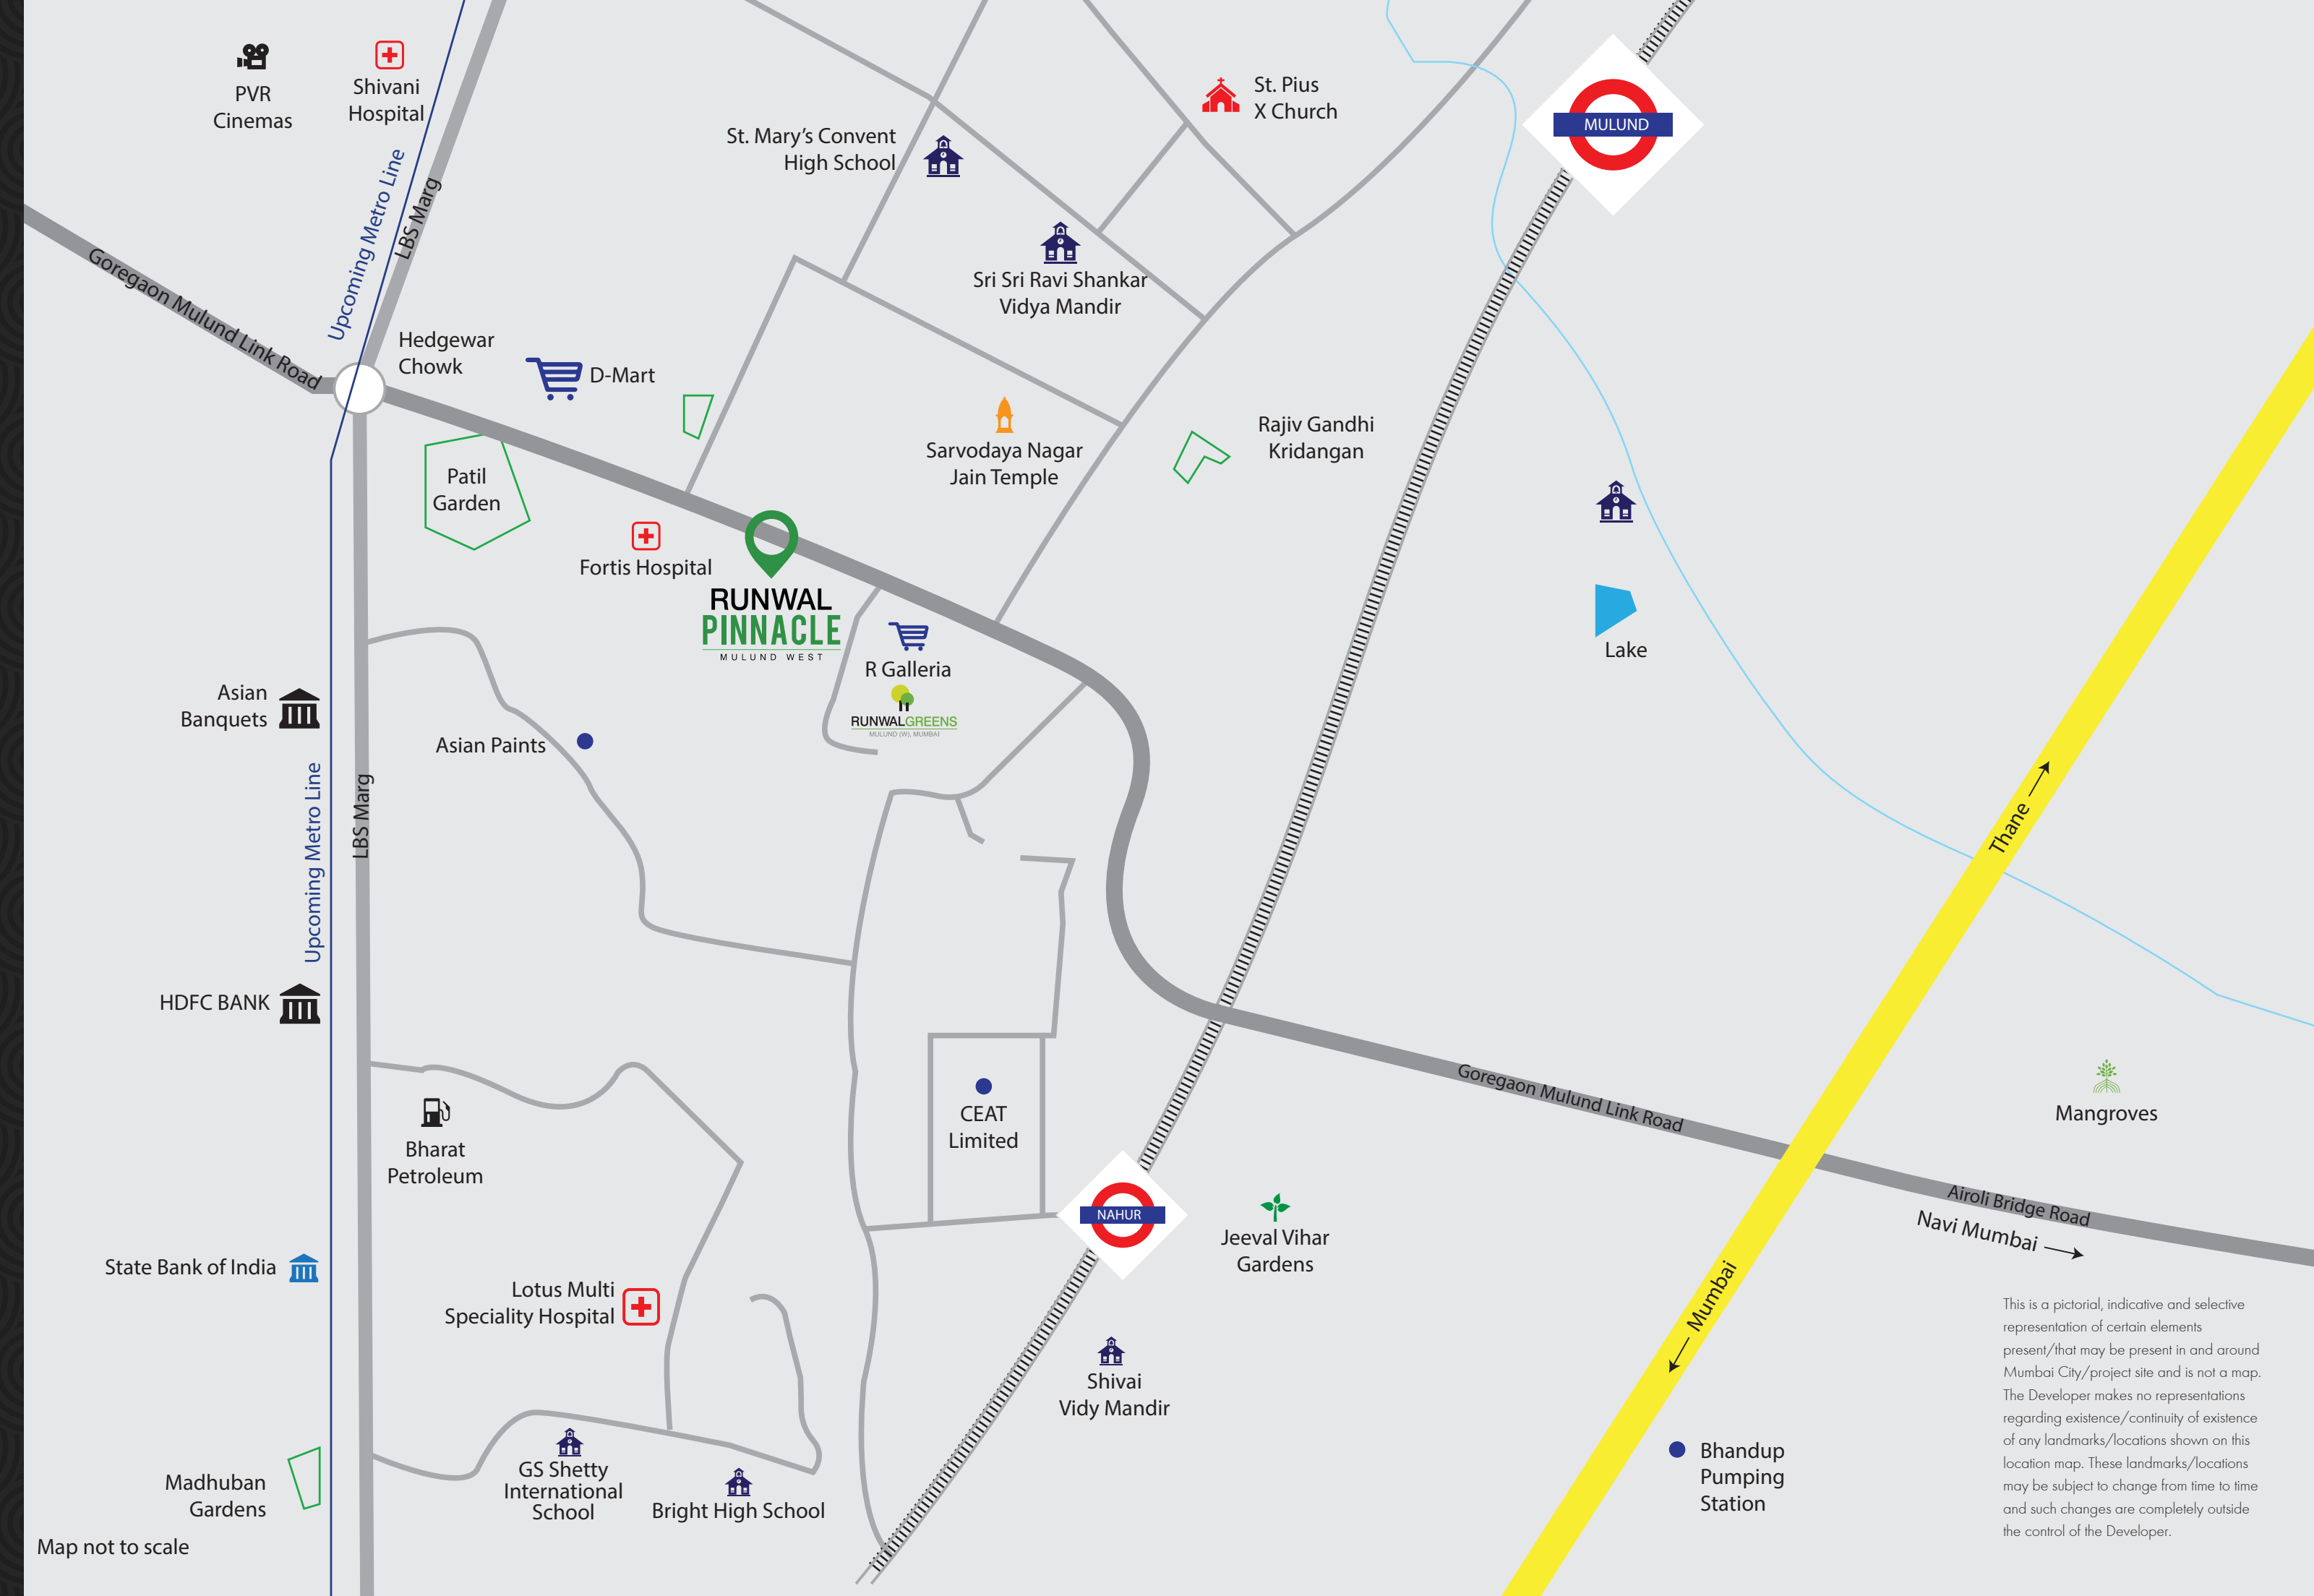 PVR
Cinemas
Shivani
Hospital
St. Pius
X Church
MULUND
St. Mary's Convent
High School
Upcoming Metro Line
LBS Marg
Goregaon Mulund Link Road
Sri Sri Ravi Shankar
Vidya Mandir
Hedgewar
Chowk
D-Mart
Patil
Garden
Sarvodaya Nagar
Jain Temple
Rajiv Gandhi
Kridangan
Fortis Hospital
RUNWAL
PINNACLE
MULUND WEST
R Galleria
RUNWALGREENS
MULUND (W), MUMBAI
Lake
Asian
Banquets
Asian Paints
Upcoming Metro Line
LBS Marg
Thane
HDFC BANK
Goregaon Mulund Link Road
CEAT
Limited
Mangroves
Bharat
Petroleum
Airoli Bridge Road
Navi Mumbai
NAHUR
Jeeval Vihar
Gardens
State Bank of India
Lotus Multi
Speciality Hospital
Mumbai
Shivai
Vidy Mandir
Bhandup
Pumping
Station
GS Shetty
International
School
Bright High School
Madhuban
Gardens
Map not to scale
This is a pictorial, indicative and selective
representation of certain elements
present/that may be present in and around
Mumbai City/project site and is not a map.
The Developer makes no representations
regarding existence/continuity of existence
of any landmarks/locations shown on this
location map. These landmarks/locations
may be subject to change from time to time
and such changes are completely outside
the control of the Developer.